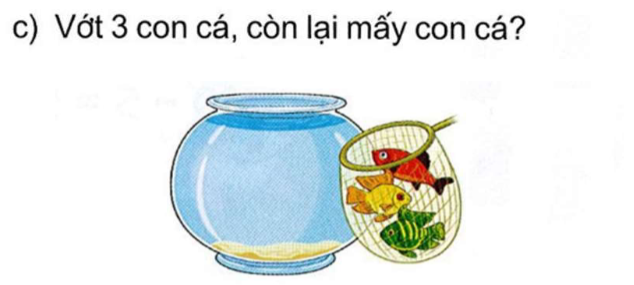 c) Vớt 3 con cá, còn lại mấy con cá?